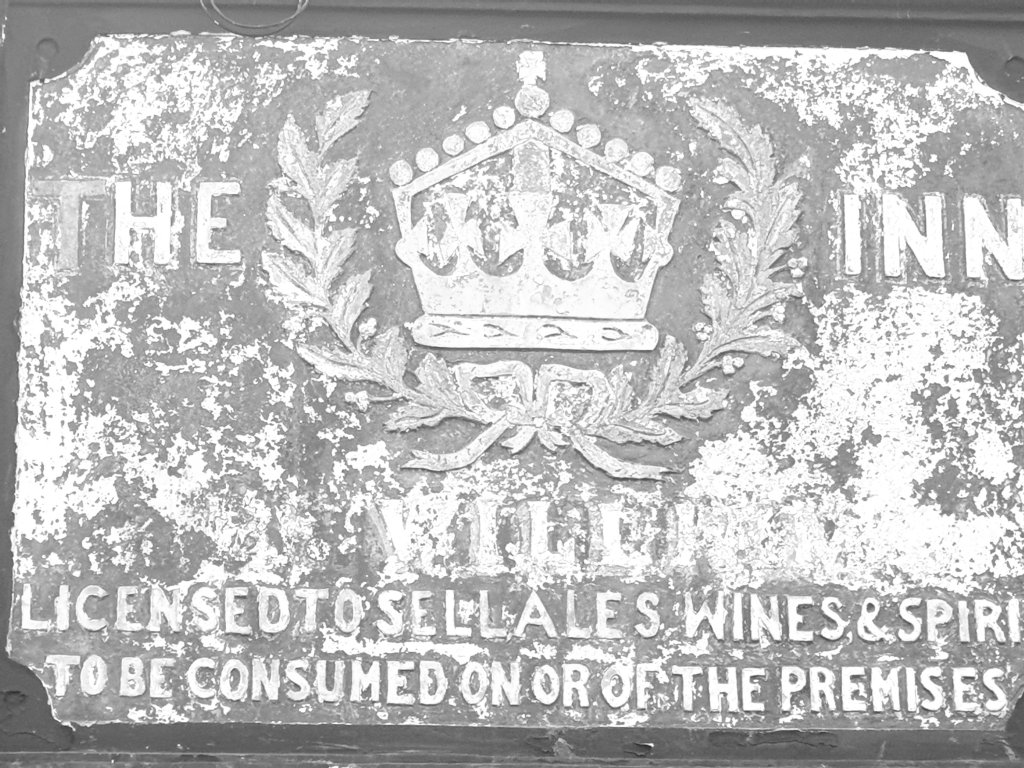 THE INN
LICENSED TO SELL ALES WINES & SPIRI
TO BE CONSUMED ON OR OF THE PREMISES